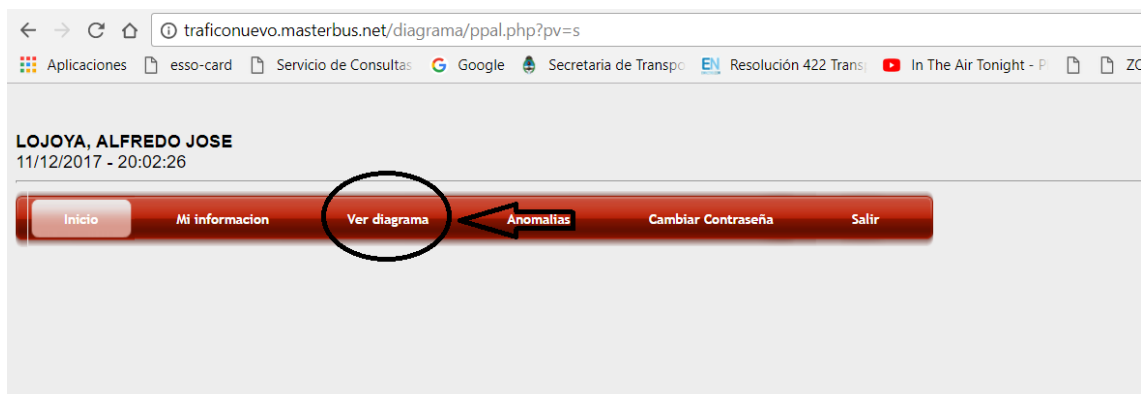 traficonuevo.masterbus.net/diagrama/ppal.php?pv=s
Aplicaciones esso-card Servicio de Consultas Google Secretaria de Transpo EN Resolución 422 Trans In The Air Tonight - P ZO
LOJOYA, ALFREDO JOSE
11/12/2017 - 20:02:26
Inicio Mi informacion Ver diagrama Anomalias Cambiar Contraseña Salir